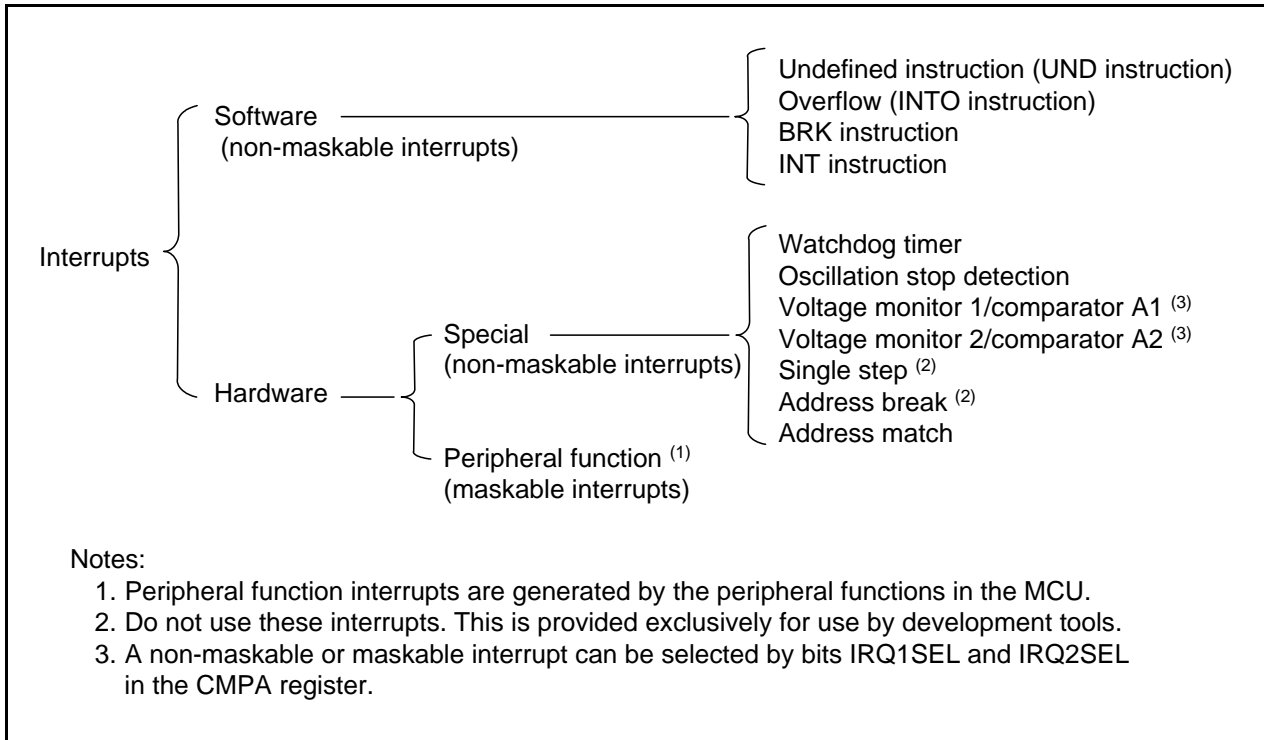 Interrupts
Software
(non-maskable interrupts)
Undefined instruction (UND instruction)
Overflow (INTO instruction)
BRK instruction
INT instruction
Hardware
Special
(non-maskable interrupts)
Watchdog timer
Oscillation stop detection
Voltage monitor 1/comparator A1 (3)
Voltage monitor 2/comparator A2 (3)
Single step (2)
Address break (2)
Address match
Peripheral function (1)
(maskable interrupts)
Notes:
1. Peripheral function interrupts are generated by the peripheral functions in the MCU.
2. Do not use these interrupts. This is provided exclusively for use by development tools.
3. A non-maskable or maskable interrupt can be selected by bits IRQ1SEL and IRQ2SEL
in the CMPA register.